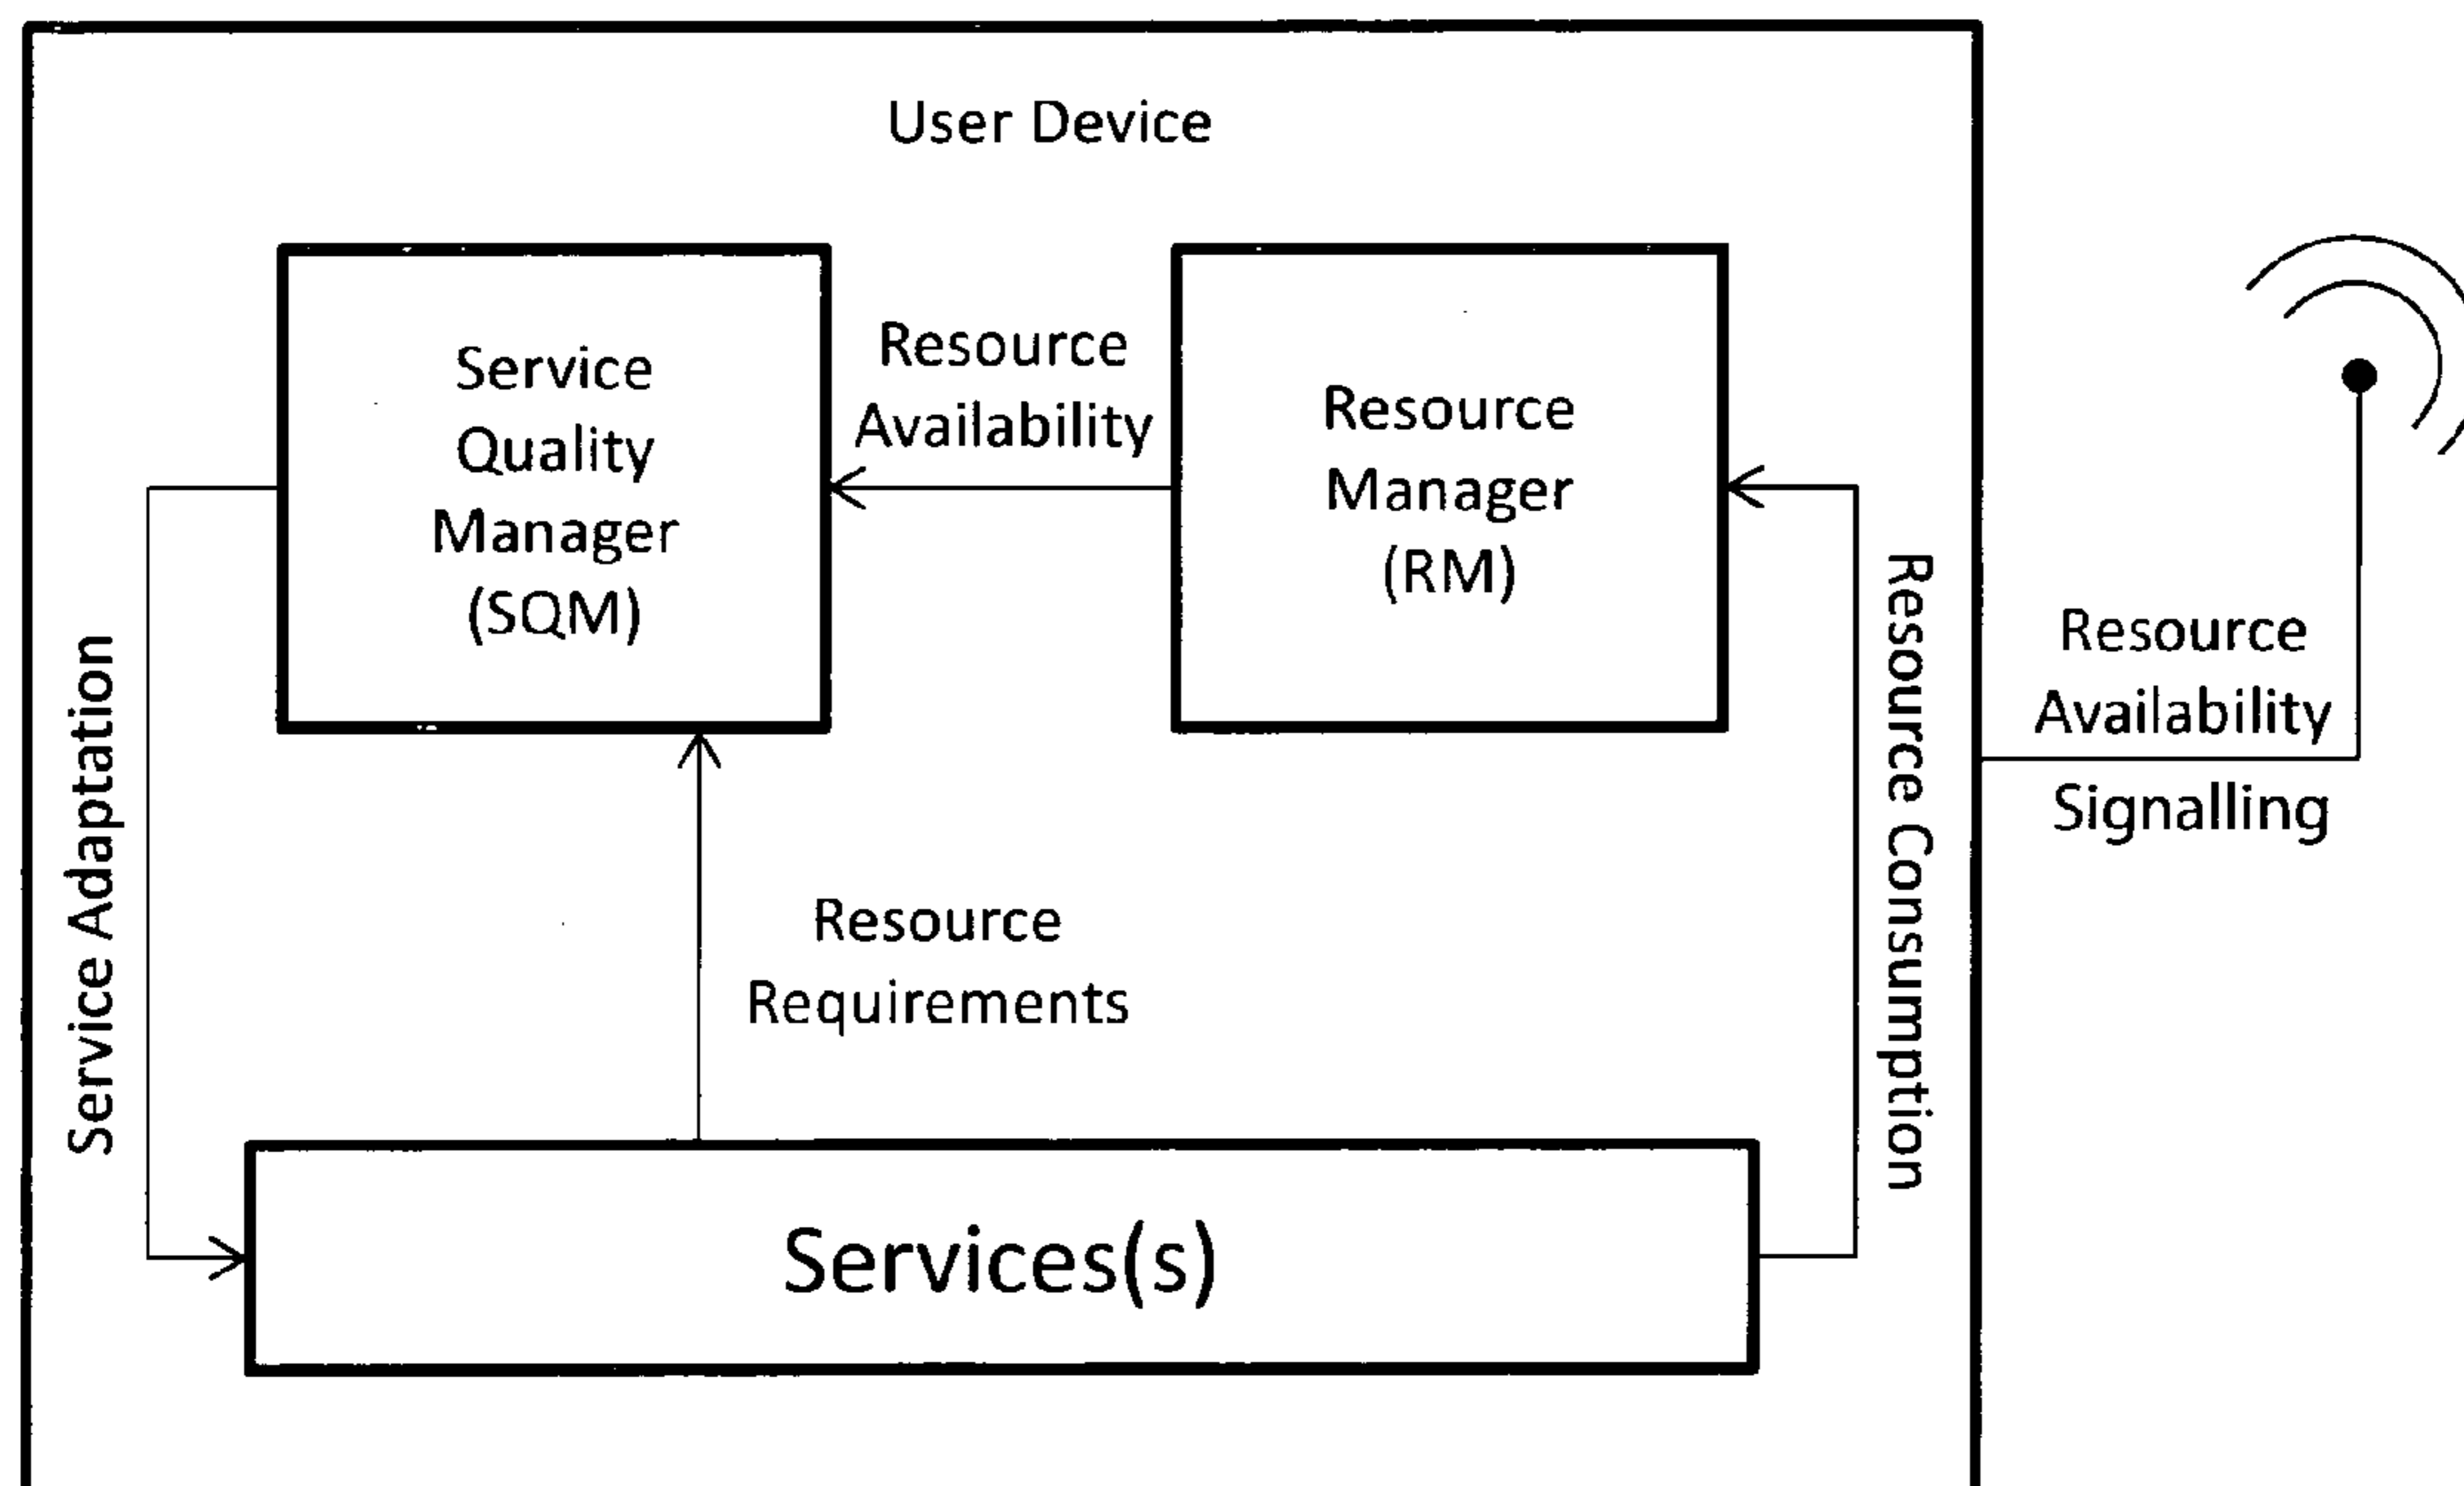 User Device
Service
Quality
Manager
(SQM)
Resource
Availability
Resource
Manager
(RM)
Service Adaptation
Resource
Requirements
Resource Consumption
Resource
Availability
Signalling
Services(s)